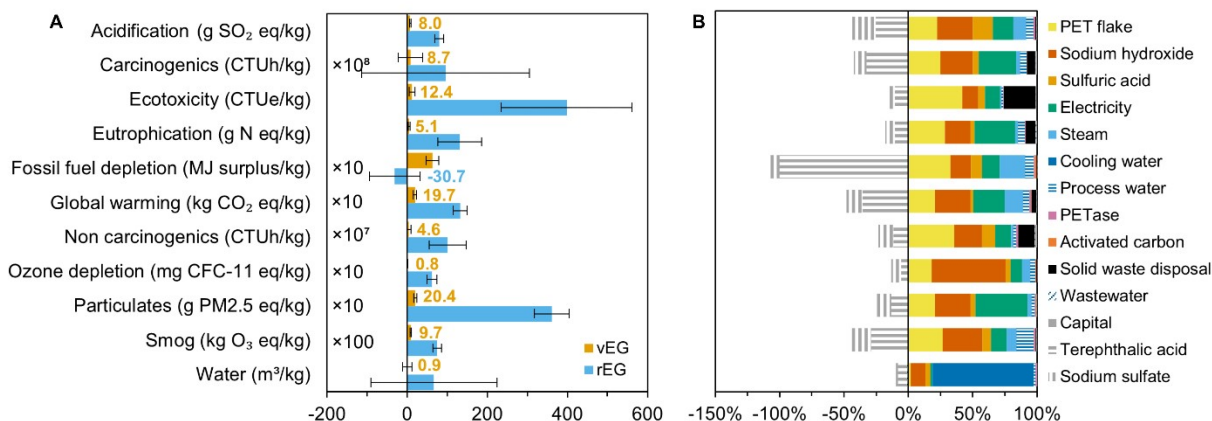 A
Acidification (g SO₂ eq/kg)
8.0
Carcinogenics (CTUh/kg)
×10⁸
8.7
Ecotoxicity (CTUe/kg)
12.4
Eutrophication (g N eq/kg)
5.1
Fossil fuel depletion (MJ surplus/kg)
×10
-30.7
Global warming (kg CO₂ eq/kg)
×10
19.7
Non carcinogenics (CTUh/kg)
×10⁷
4.6
Ozone depletion (mg CFC-11 eq/kg)
×10
0.8
Particulates (g PM2.5 eq/kg)
×10
20.4
Smog (kg O₃ eq/kg)
×100
9.7
Water (m³/kg)
0.9
vEG
rEG
-200 0 200 400 600
B
-150% -100% -50% 0% 50% 100%
PET flake
Sodium hydroxide
Sulfuric acid
Electricity
Steam
Cooling water
Process water
PETase
Activated carbon
Solid waste disposal
Wastewater
Capital
Terephthalic acid
Sodium sulfate